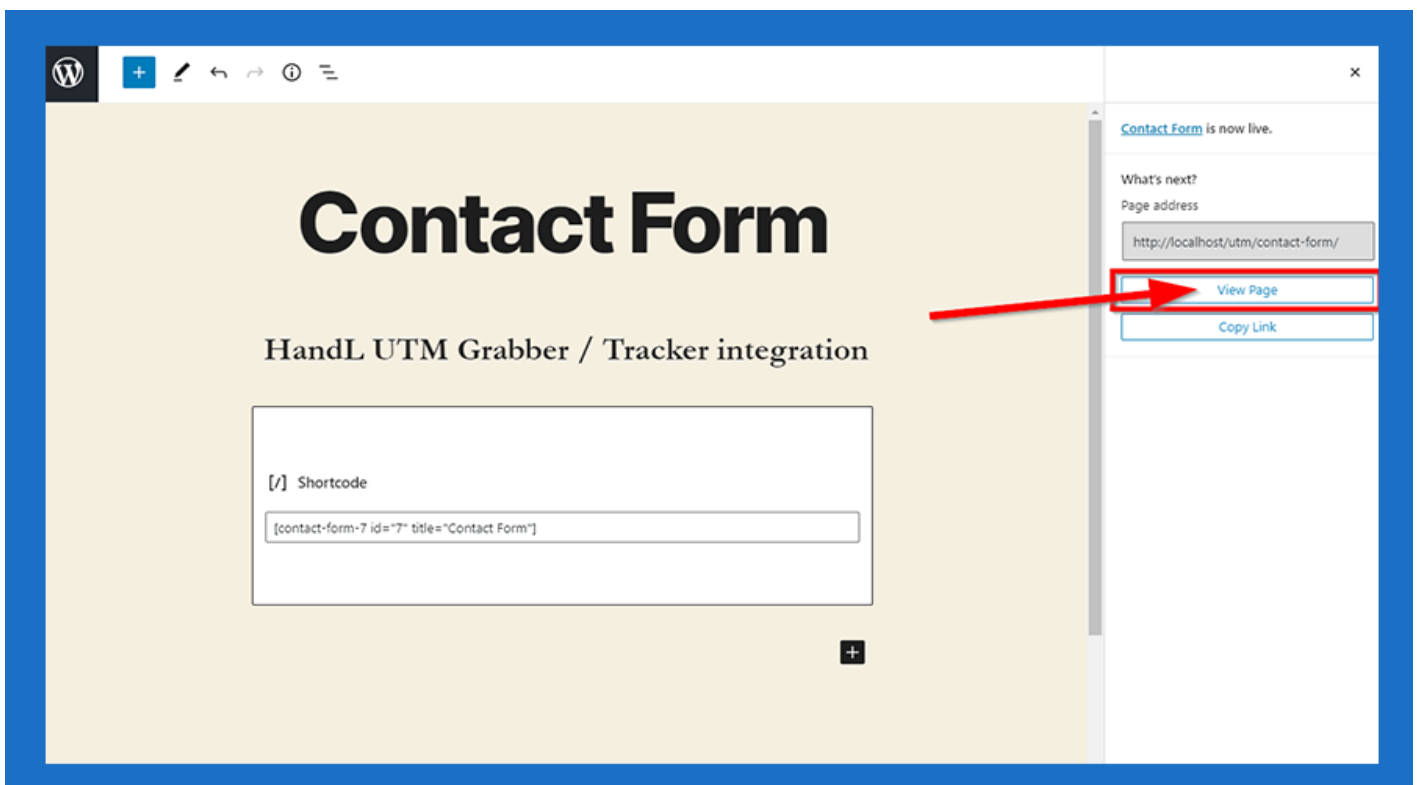 Contact Form is now live.
What's next?
Page address
http://localhost/utm/contact-form/
View Page
Copy Link
Contact Form
HandL UTM Grabber / Tracker integration
[/] Shortcode
[contact-form-7 id="7" title="Contact Form"]